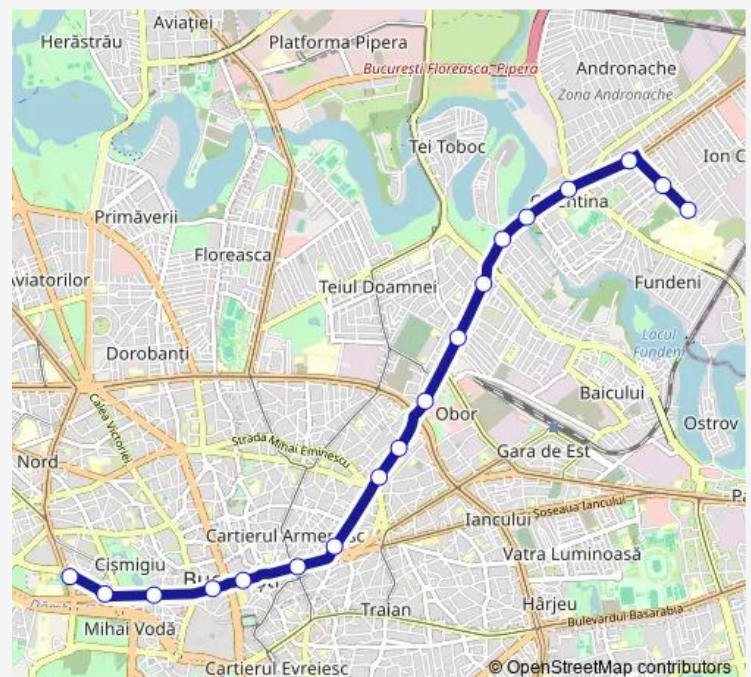 Aviației
Herăstrău
Platforma Pipera
București Floreasca, Pipera
Andronache
Zona Andronache
Tei Toboc
Ion C
Primăverii
Floreasca
Aviatorilor
Teiul Doamnei
Fundeni
Lacul
Fundeni
Dorobanți
Baicului
Calea Victoriei
Obor
Ostrov
Strada Mihai Eminescu
Nord
Gara de Est
Iancului
Șoseaua Iancului
Cartierul Armenesc
Vatra Luminoasă
Cișmigiu
Traian
Hârjeu
Bulevardul Basarabia
Mihai Vodă
Cartierul Evreiesc
© OpenStreetMap contributors